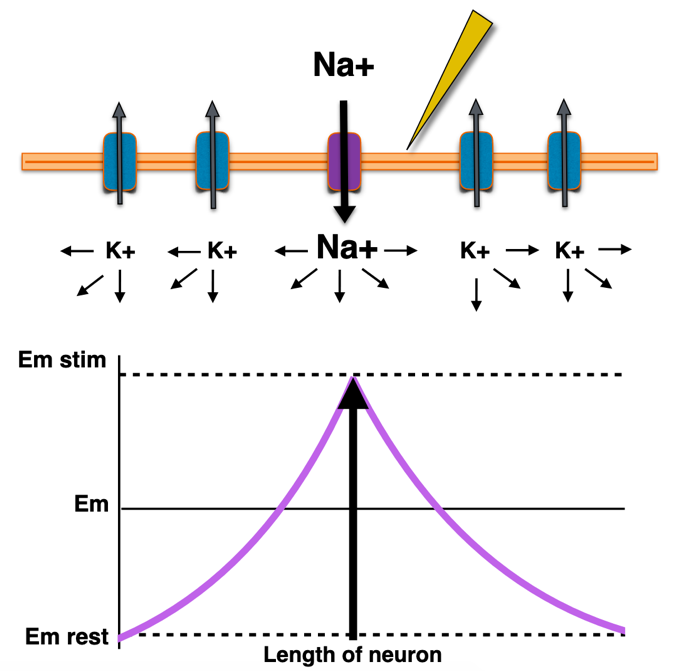 Na+
K+ K+ Na+ K+ K+
Em stim
Em
Em rest
Length of neuron